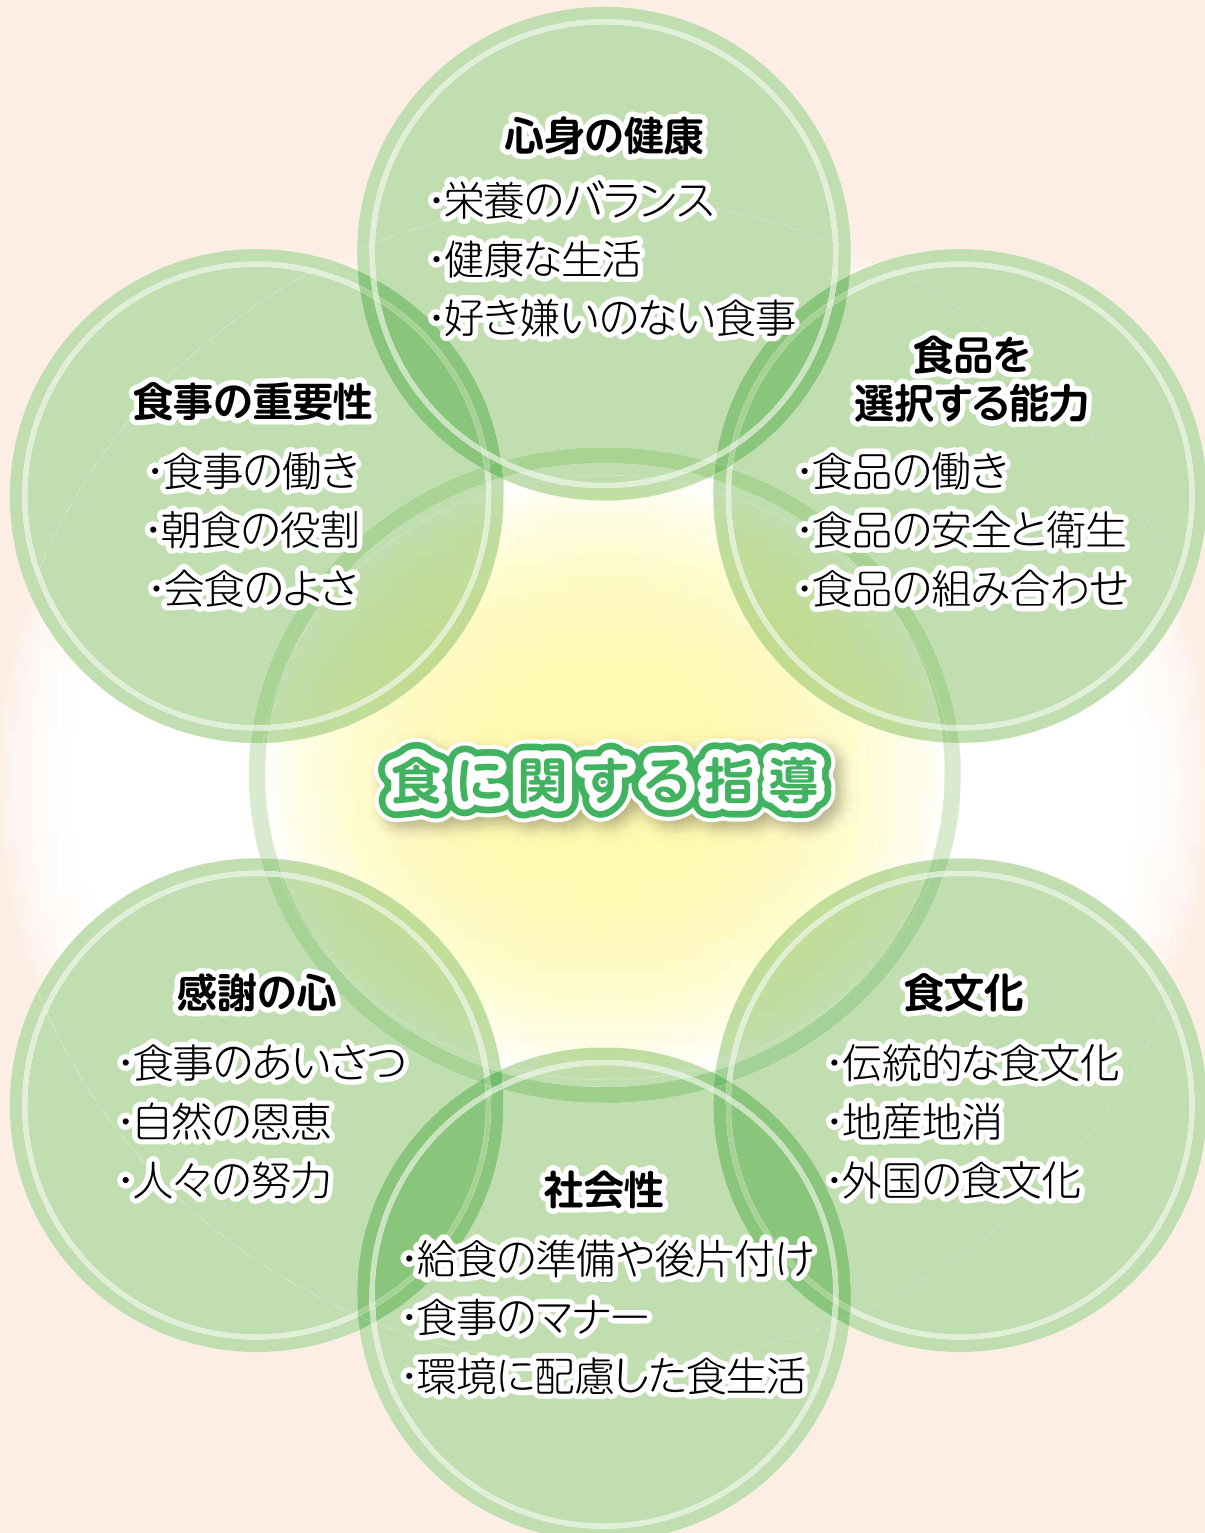 心身の健康
・栄養のバランス
・健康な生活
・好き嫌いのない食事
食事の重要性
・食事の働き
・朝食の役割
・会食のよさ
食品を
選択する能力
・食品の働き
・食品の安全と衛生
・食品の組み合わせ
食に関する指導
感謝の心
・食事のあいさつ
・自然の恩恵
・人々の努力
食文化
・伝統的な食文化
・地産地消
・外国の食文化
社会性
・給食の準備や後片付け
・食事のマナー
・環境に配慮した食生活